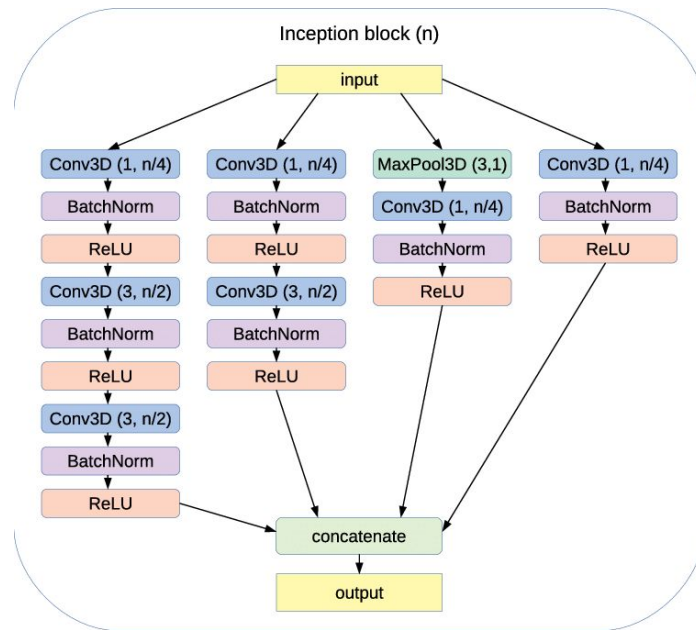 Inception block (n)
input
Conv3D (1, n/4)
BatchNorm
ReLU
Conv3D (3, n/2)
BatchNorm
ReLU
Conv3D (3, n/2)
BatchNorm
ReLU
Conv3D (1, n/4)
BatchNorm
ReLU
Conv3D (3, n/2)
BatchNorm
ReLU
MaxPool3D (3,1)
Conv3D (1, n/4)
BatchNorm
ReLU
Conv3D (1, n/4)
BatchNorm
ReLU
concatenate
output